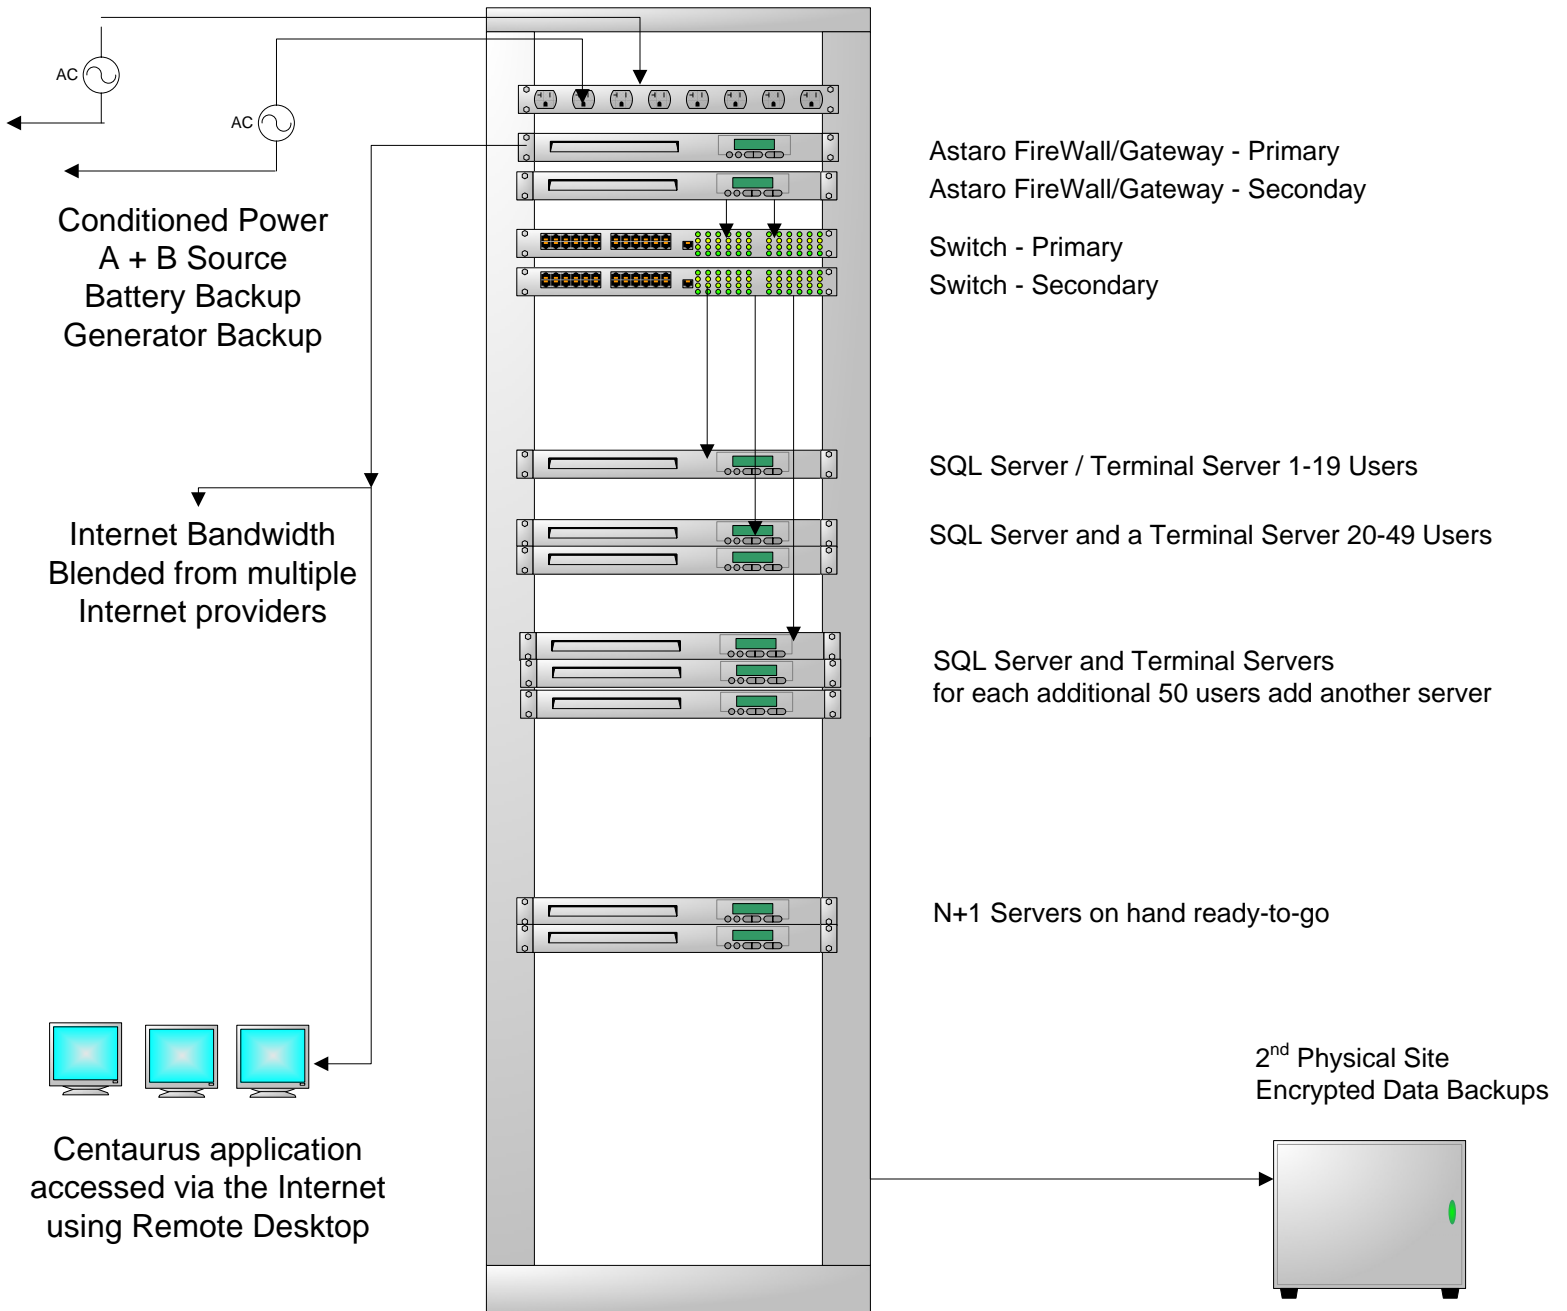 AC
AC
Conditioned Power
A + B Source
Battery Backup
Generator Backup
Astaro FireWall/Gateway - Primary
Astaro FireWall/Gateway - Seconday
Switch - Primary
Switch - Secondary
SQL Server / Terminal Server 1-19 Users
SQL Server and a Terminal Server 20-49 Users
Internet Bandwidth
Blended from multiple
Internet providers
SQL Server and Terminal Servers
for each additional 50 users add another server
N+1 Servers on hand ready-to-go
2nd Physical Site
Encrypted Data Backups
Centaurus application
accessed via the Internet
using Remote Desktop